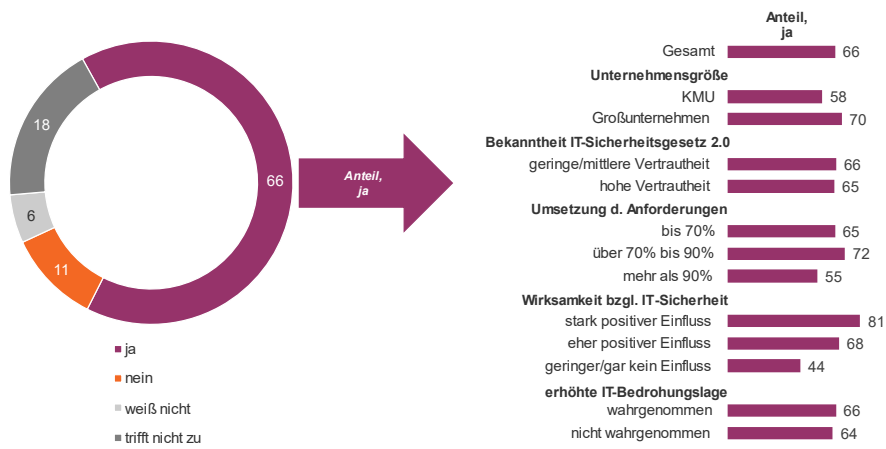 18
66
6
11
ja
nein
weiß nicht
trifft nicht zu
Anteil,
ja
Anteil,
ja
Gesamt 66
Unternehmensgröße
KMU 58
Großunternehmen 70
Bekanntheit IT-Sicherheitsgesetz 2.0
geringe/mittlere Vertrautheit 66
hohe Vertrautheit 65
Umsetzung d. Anforderungen
bis 70% 65
über 70% bis 90% 72
mehr als 90% 55
Wirksamkeit bzgl. IT-Sicherheit
stark positiver Einfluss 81
eher positiver Einfluss 68
geringer/gar kein Einfluss 44
erhöhte IT-Bedrohungslage
wahrgenommen 66
nicht wahrgenommen 64